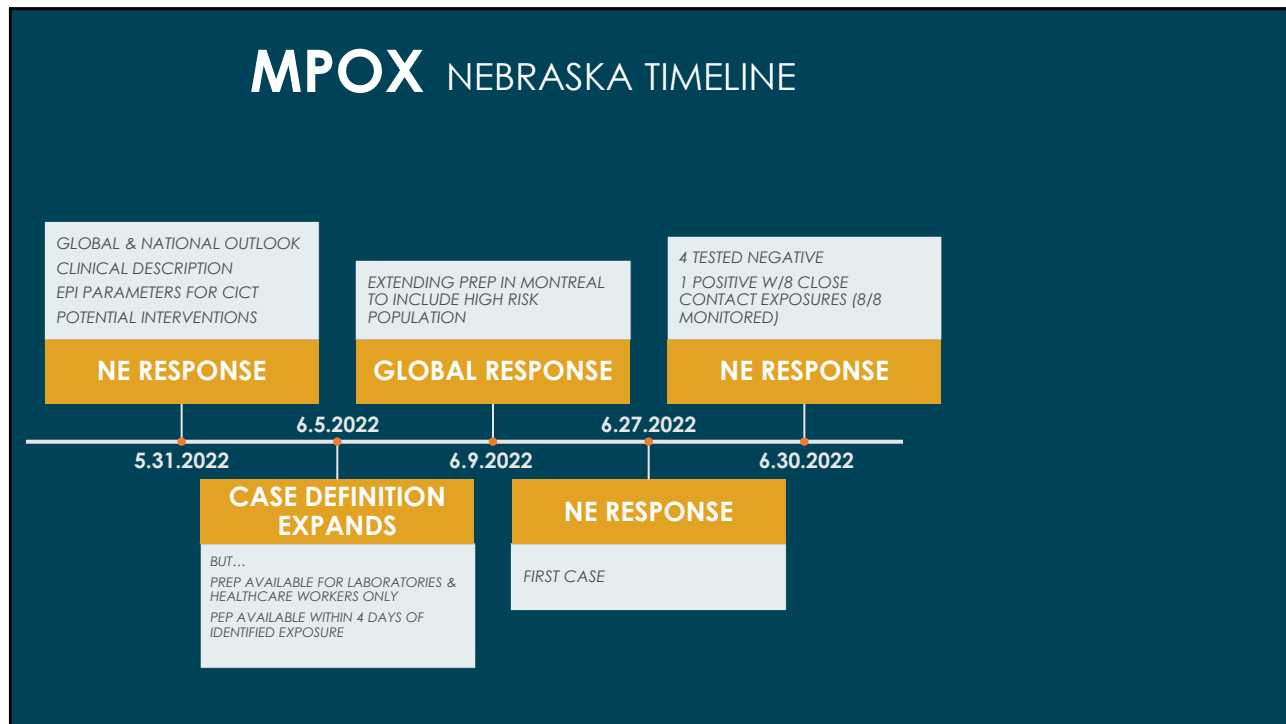 MPOX NEBRASKA TIMELINE
GLOBAL & NATIONAL OUTLOOK
CLINICAL DESCRIPTION
EPI PARAMETERS FOR CICT
POTENTIAL INTERVENTIONS
NE RESPONSE
5.31.2022
6.5.2022
CASE DEFINITION
EXPANDS
BUT...
PREP AVAILABLE FOR LABORATORIES &
HEALTHCARE WORKERS ONLY
PEP AVAILABLE WITHIN 4 DAYS OF
IDENTIFIED EXPOSURE
EXTENDING PREP IN MONTREAL
TO INCLUDE HIGH RISK
POPULATION
GLOBAL RESPONSE
6.9.2022
6.27.2022
NE RESPONSE
FIRST CASE
4 TESTED NEGATIVE
1 POSITIVE W/8 CLOSE
CONTACT EXPOSURES (8/8
MONITORED)
NE RESPONSE
6.30.2022